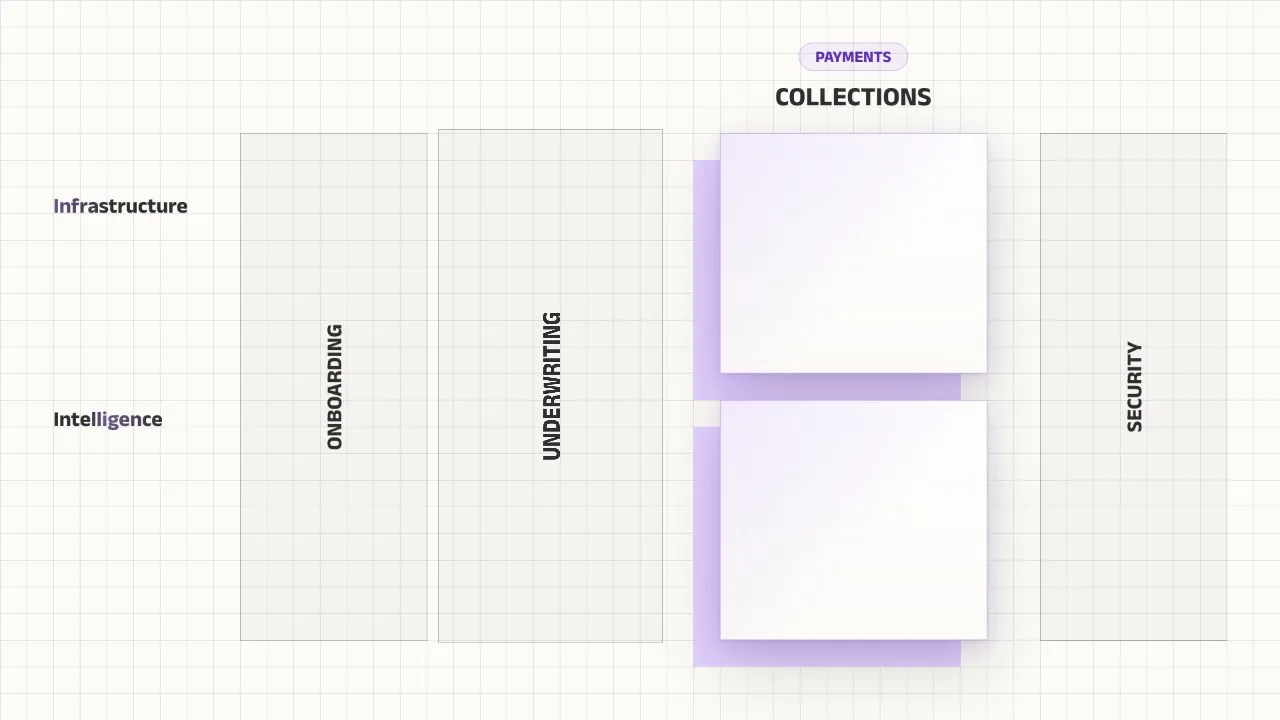 PAYMENTS
COLLECTIONS
Infrastructure
Intelligence
ONBOARDING
UNDERWRITING
SECURITY